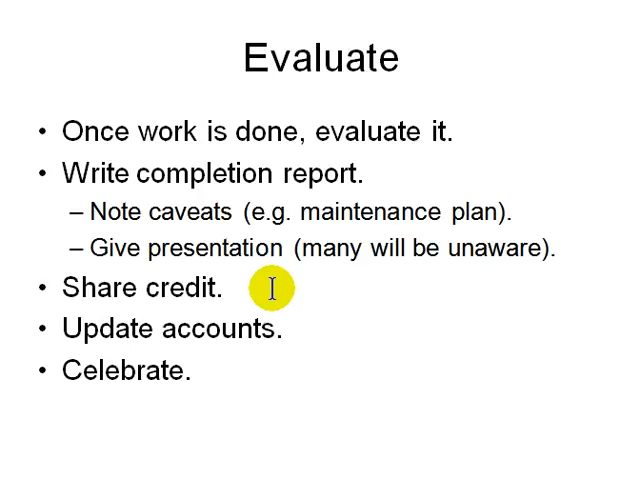 Evaluate
• Once work is done, evaluate it.
• Write completion report.
– Note caveats (e.g. maintenance plan).
– Give presentation (many will be unaware).
• Share credit.
• Update accounts.
• Celebrate.